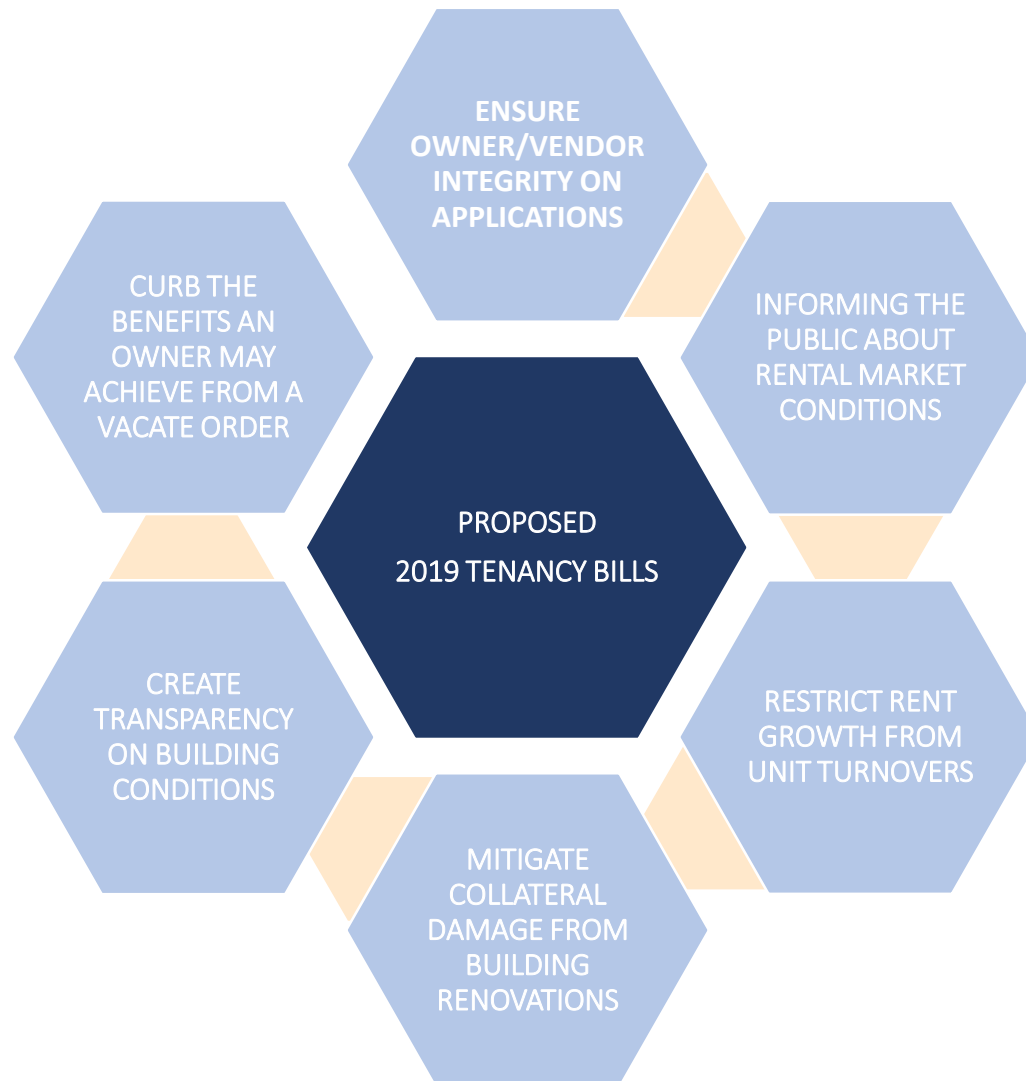 ENSURE
OWNER/VENDOR
INTEGRITY ON
APPLICATIONS
INFORMING THE
PUBLIC ABOUT
RENTAL MARKET
CONDITIONS
RESTRICT RENT
GROWTH FROM
UNIT TURNOVERS
MITIGATE
COLLATERAL
DAMAGE FROM
BUILDING
RENOVATIONS
CREATE
TRANSPARENCY
ON BUILDING
CONDITIONS
CURB THE
BENEFITS AN
OWNER MAY
ACHIEVE FROM A
VACATE ORDER
PROPOSED
2019 TENANCY BILLS